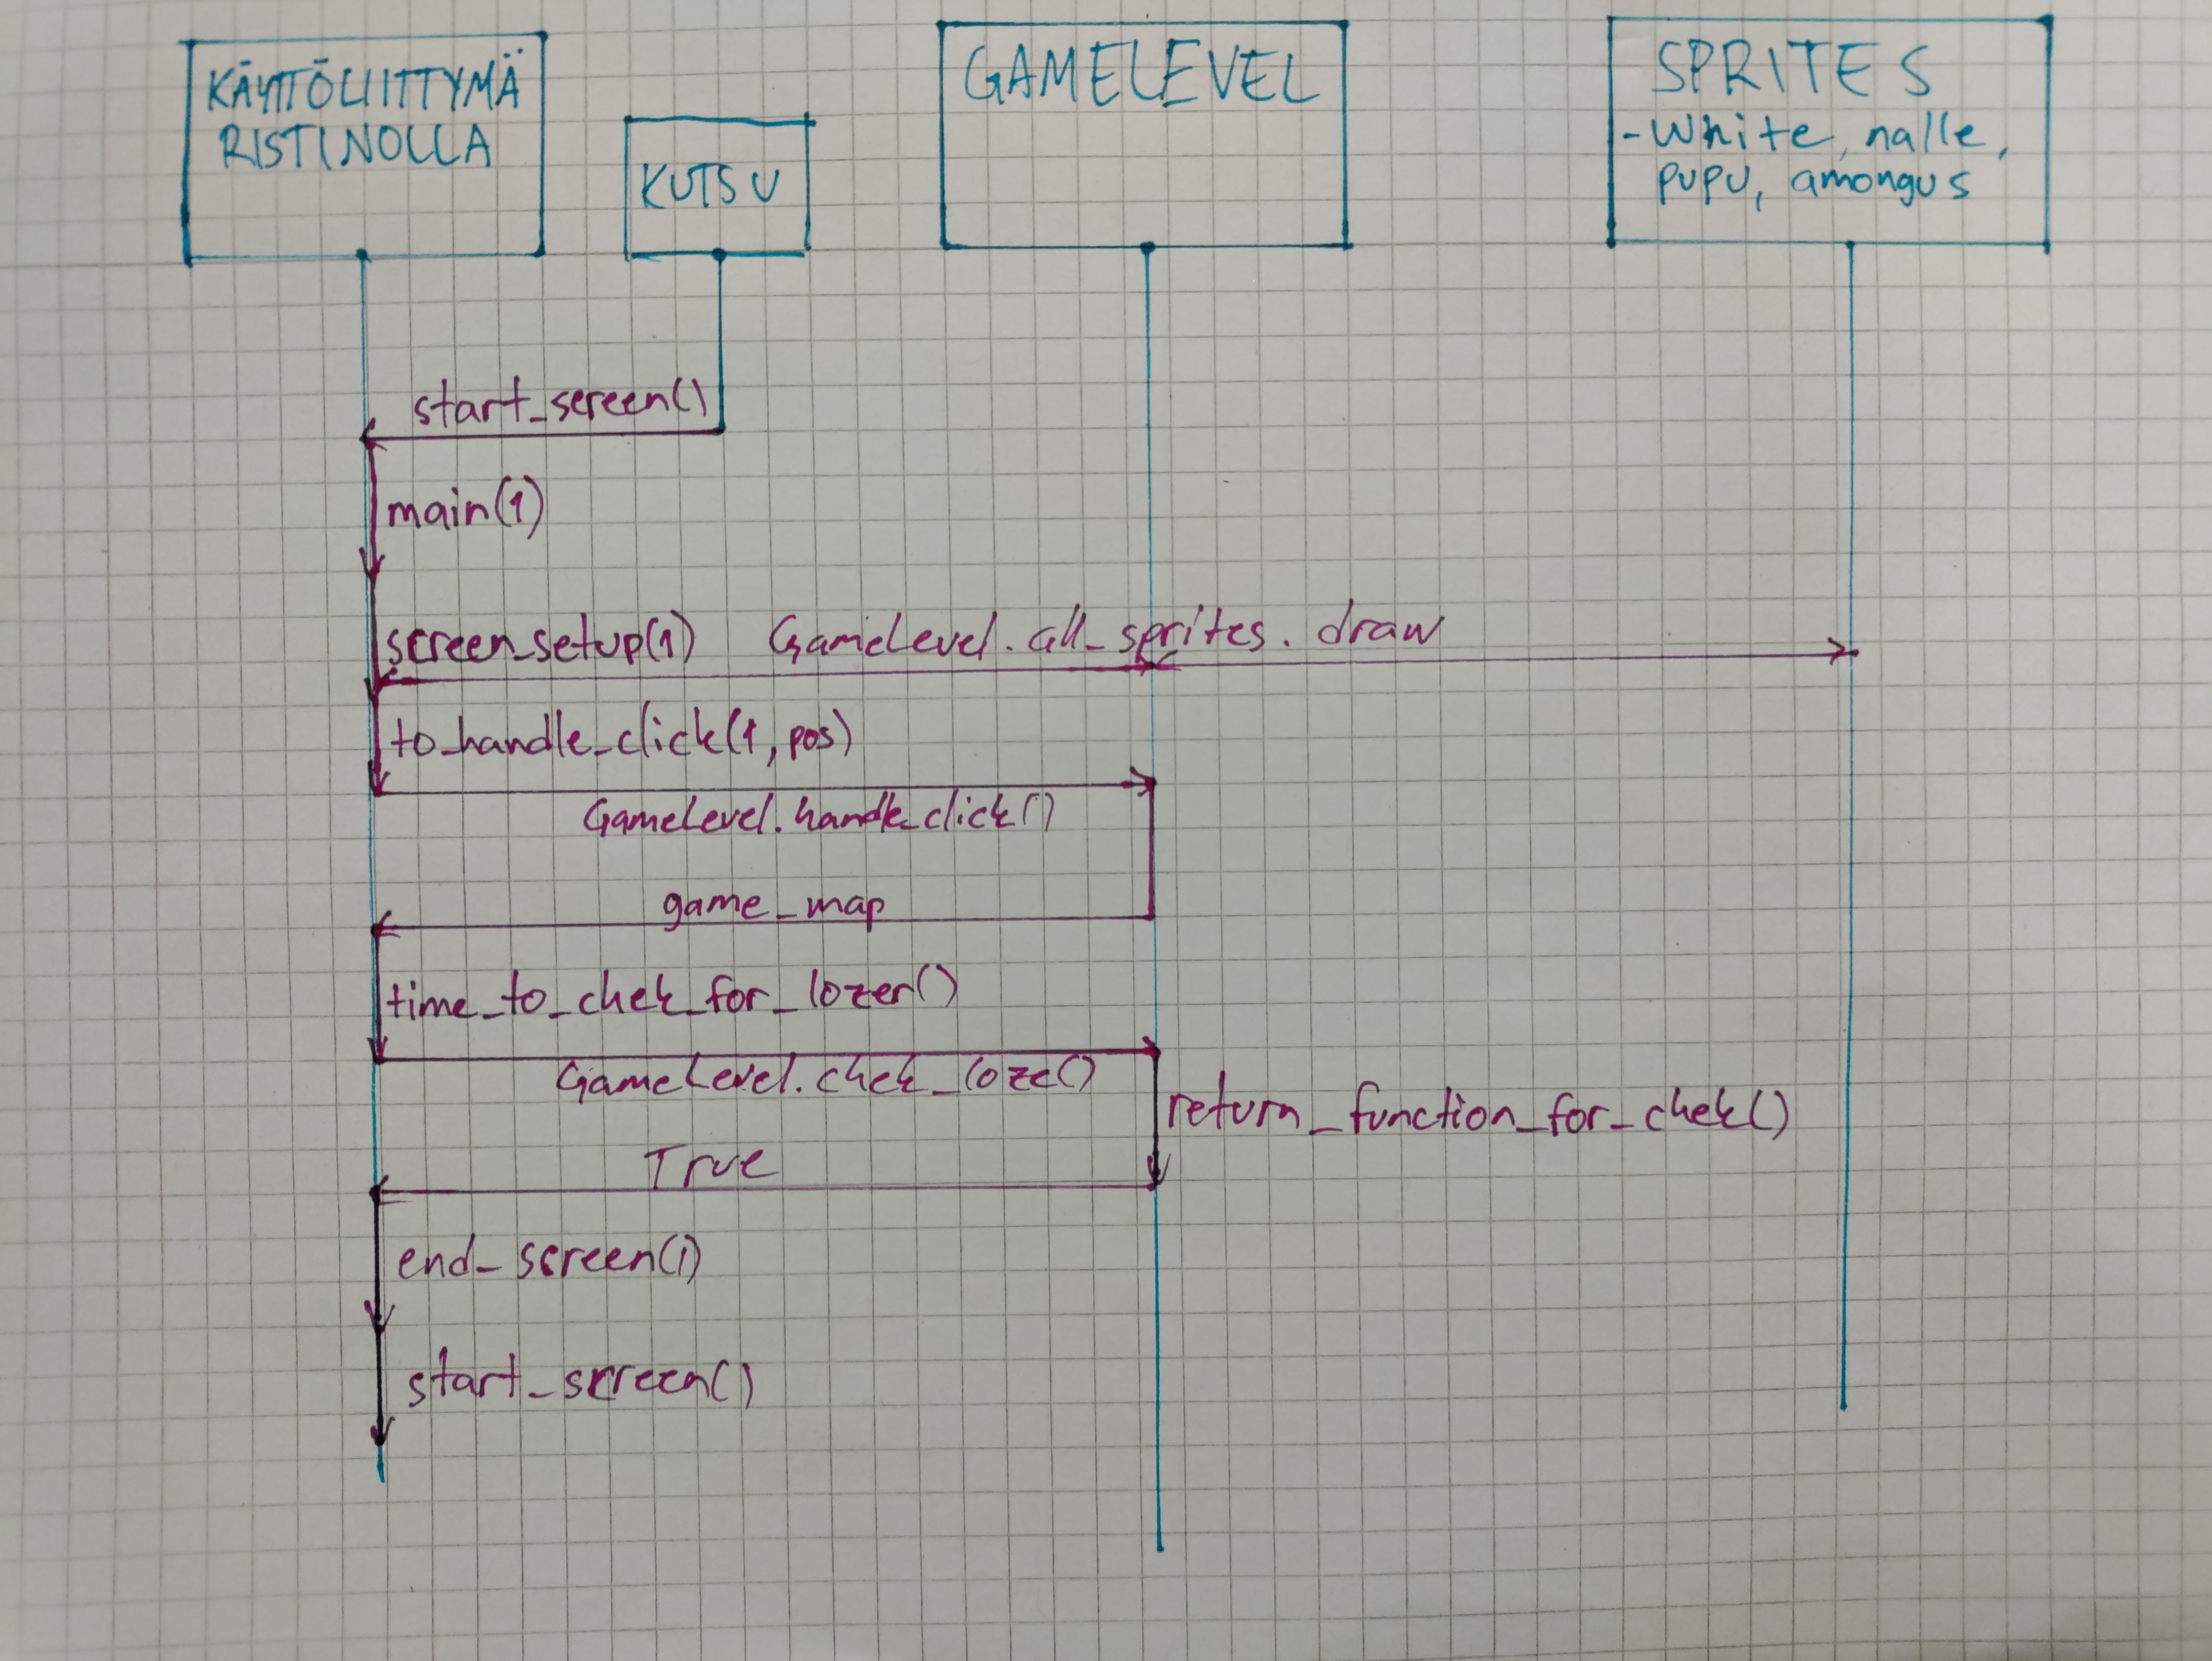 KÄYTTÖLIITTYMÄ
RISTINOLLA
KUTSU
GAMELEVEL
SPRITES
- White, nalle,
pupu, amongus
start_screen()
main(1)
screen_setup(1) GameLevel.all_sprites.draw
to_handle_click(1, pos)
GameLevel.handle_click()
game_map
time_to_chek_for_lozer()
GameLevel.chek_loze()
return_function_for_chek()
True
end_screen(1)
start_screen()